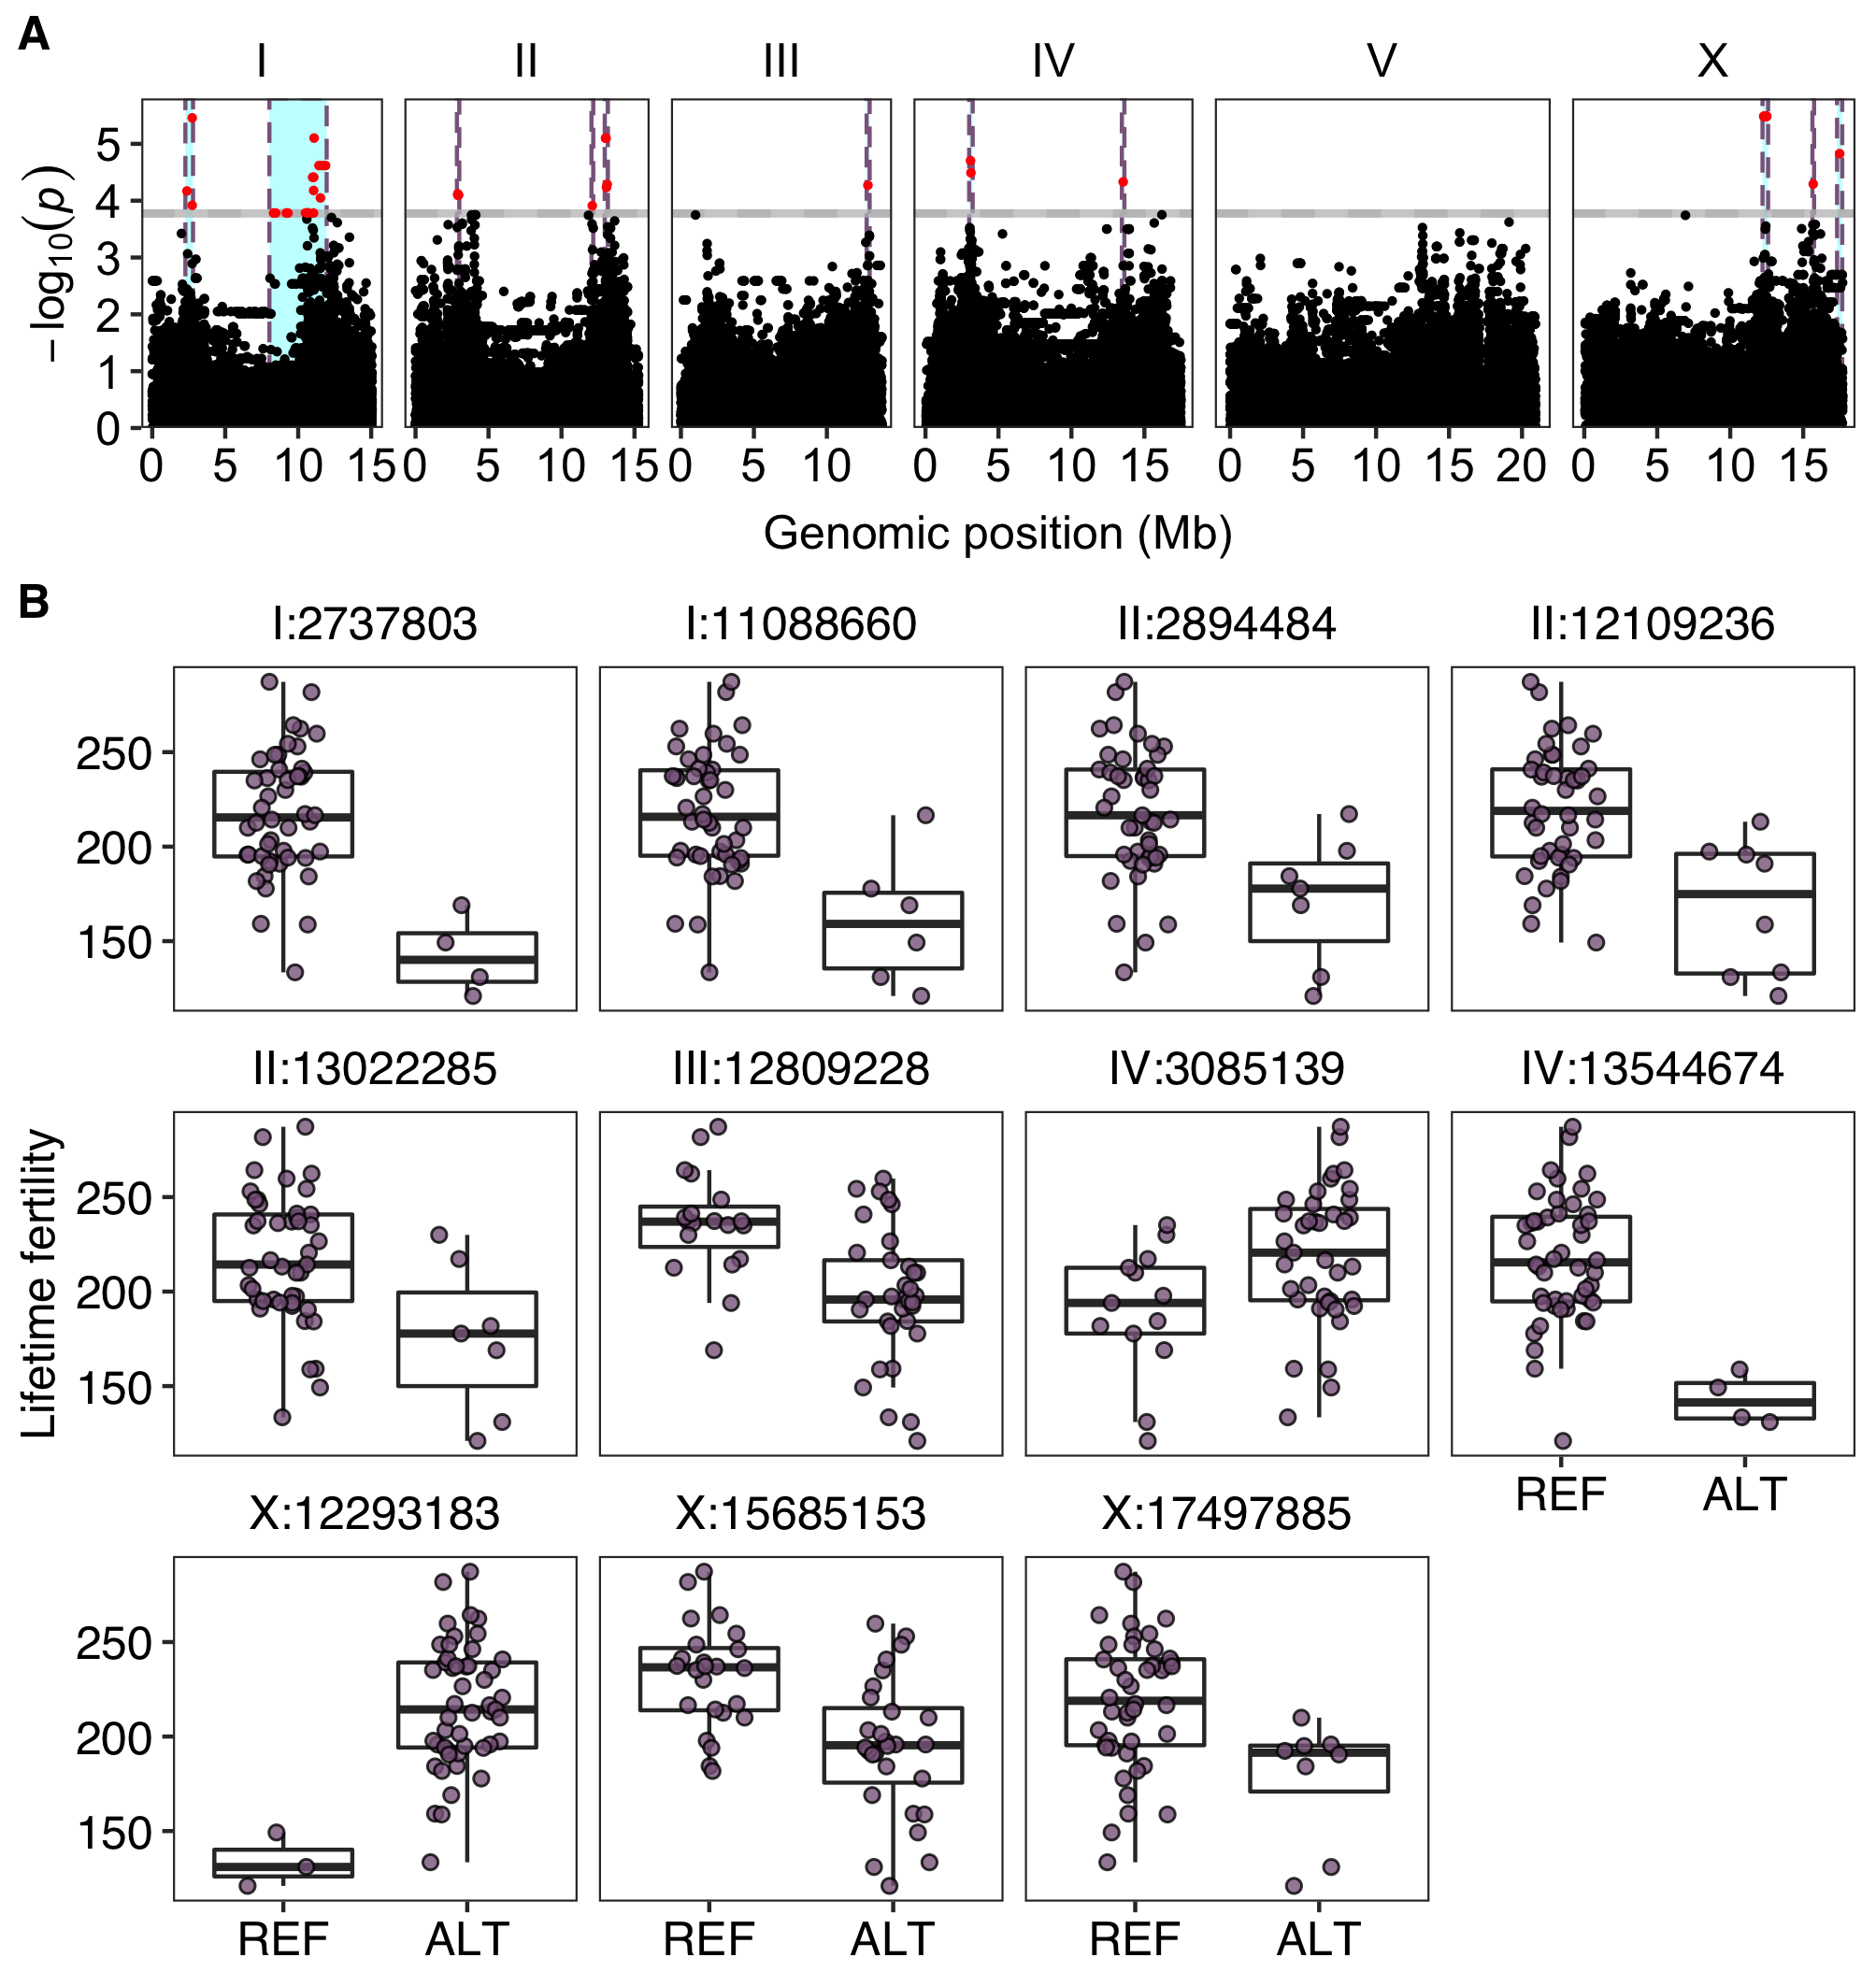 A
I II III IV V X
5
4
3
2
1
0
−log10(p)
0 5 10 15 0 5 10 15 0 5 10 0 5 10 15 0 5 10 15 20 0 5 10 15
Genomic position (Mb)
B
I:2737803 I:11088660 II:2894484 II:12109236
250
200
150
II:13022285 III:12809228 IV:3085139 IV:13544674
250
200
150
Lifetime fertility
REF ALT
X:12293183 X:15685153 X:17497885
250
200
150
REF ALT REF ALT REF ALT